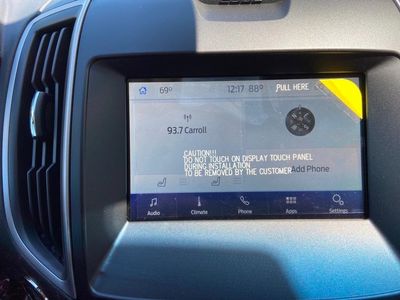 69° 12:17 88° PULL HERE
93.7 Carroll
CAUTION!!!
DO NOT TOUCH ON DISPLAY TOUCH PANEL
DURING INSTALLATION
TO BE REMOVED BY THE CUSTOMER
Add Phone
Audio Climate Phone Apps Settings